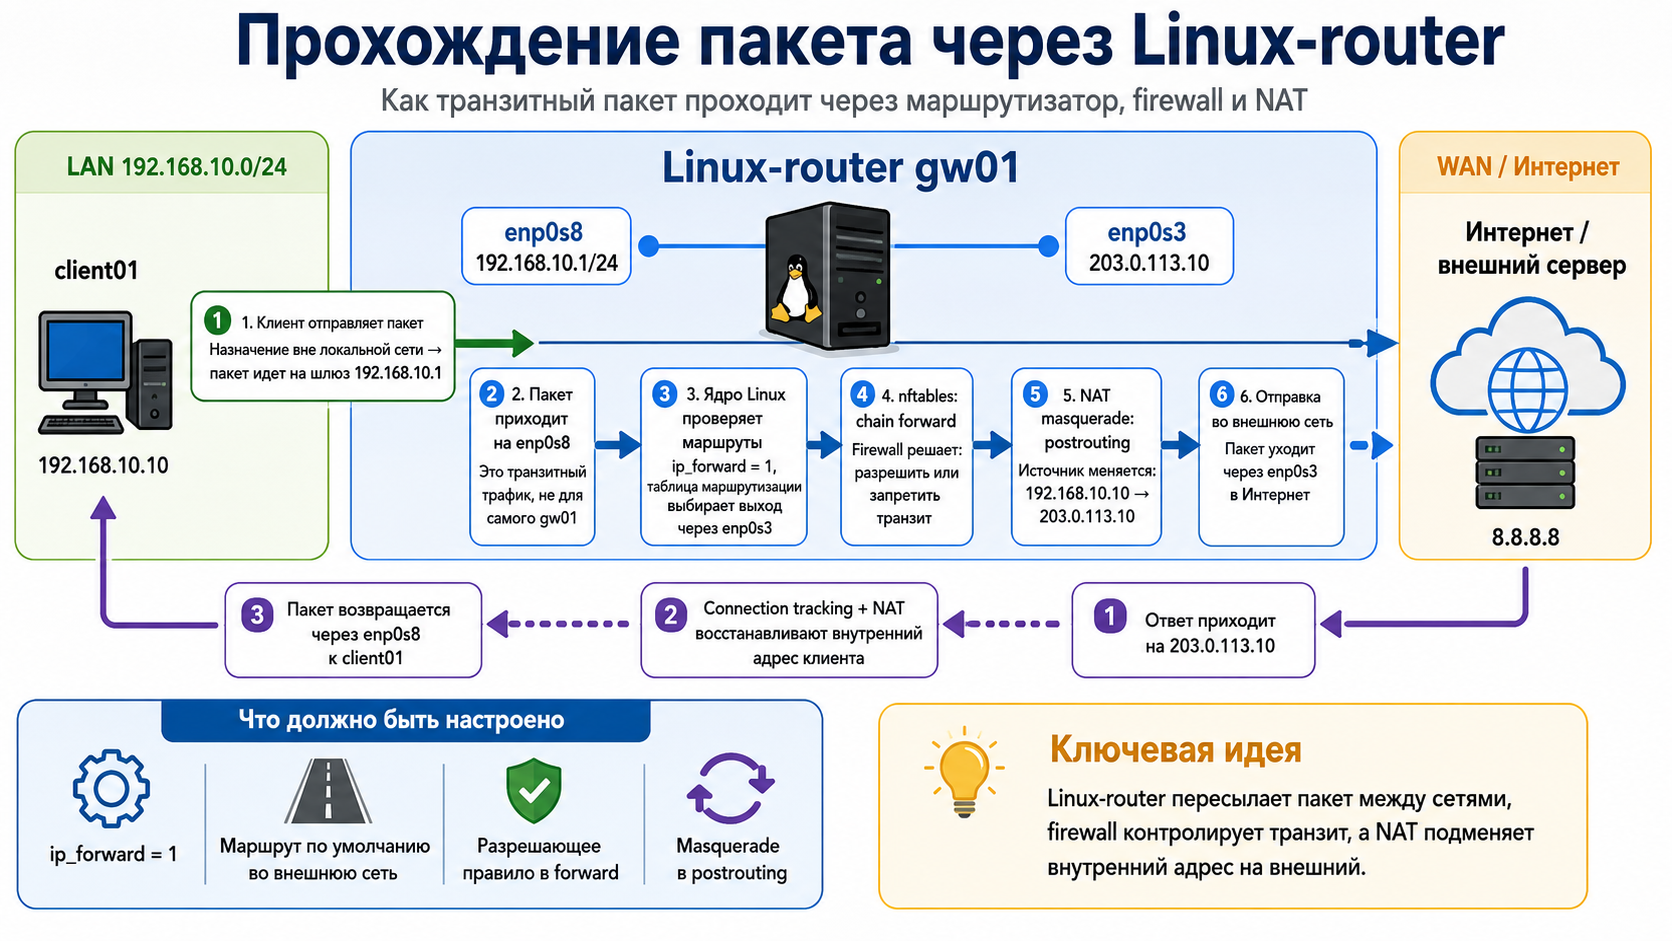 Прохождение пакета через Linux-router
Как транзитный пакет проходит через маршрутизатор, firewall и NAT
LAN 192.168.10.0/24
client01
192.168.10.10
1
1. Клиент отправляет пакет
Назначение вне локальной сети →
пакет идет на шлюз 192.168.10.1
Linux-router gw01
enp0s8
192.168.10.1/24
enp0s3
203.0.113.10
2
2. Пакет
приходит
на enp0s8
Это транзитный
трафик, не для
самого gw01
3
3. Ядро Linux
проверяет
маршруты
ip_forward = 1,
таблица маршрутизации
выбирает выход
через enp0s3
4
4. nftables:
chain forward
Firewall решает:
разрешить или
запретить
транзит
5
5. NAT
masquerade:
postrouting
Источник меняется:
192.168.10.10 →
203.0.113.10
6
6. Отправка
во внешнюю сеть
Пакет уходит
через enp0s3
в Интернет
WAN / Интернет
Интернет /
внешний сервер
8.8.8.8
3
Пакет возвращается
через enp0s8
к client01
2
Connection tracking + NAT
восстанавливают внутренний
адрес клиента
1
Ответ приходит
на 203.0.113.10
Что должно быть настроено
ip_forward = 1
Маршрут по умолчанию
во внешнюю сеть
Разрешающее
правило в forward
Masquerade
в postrouting
Ключевая идея
Linux-router пересылает пакет между сетями,
firewall контролирует транзит, а NAT подменяет
внутренний адрес на внешний.